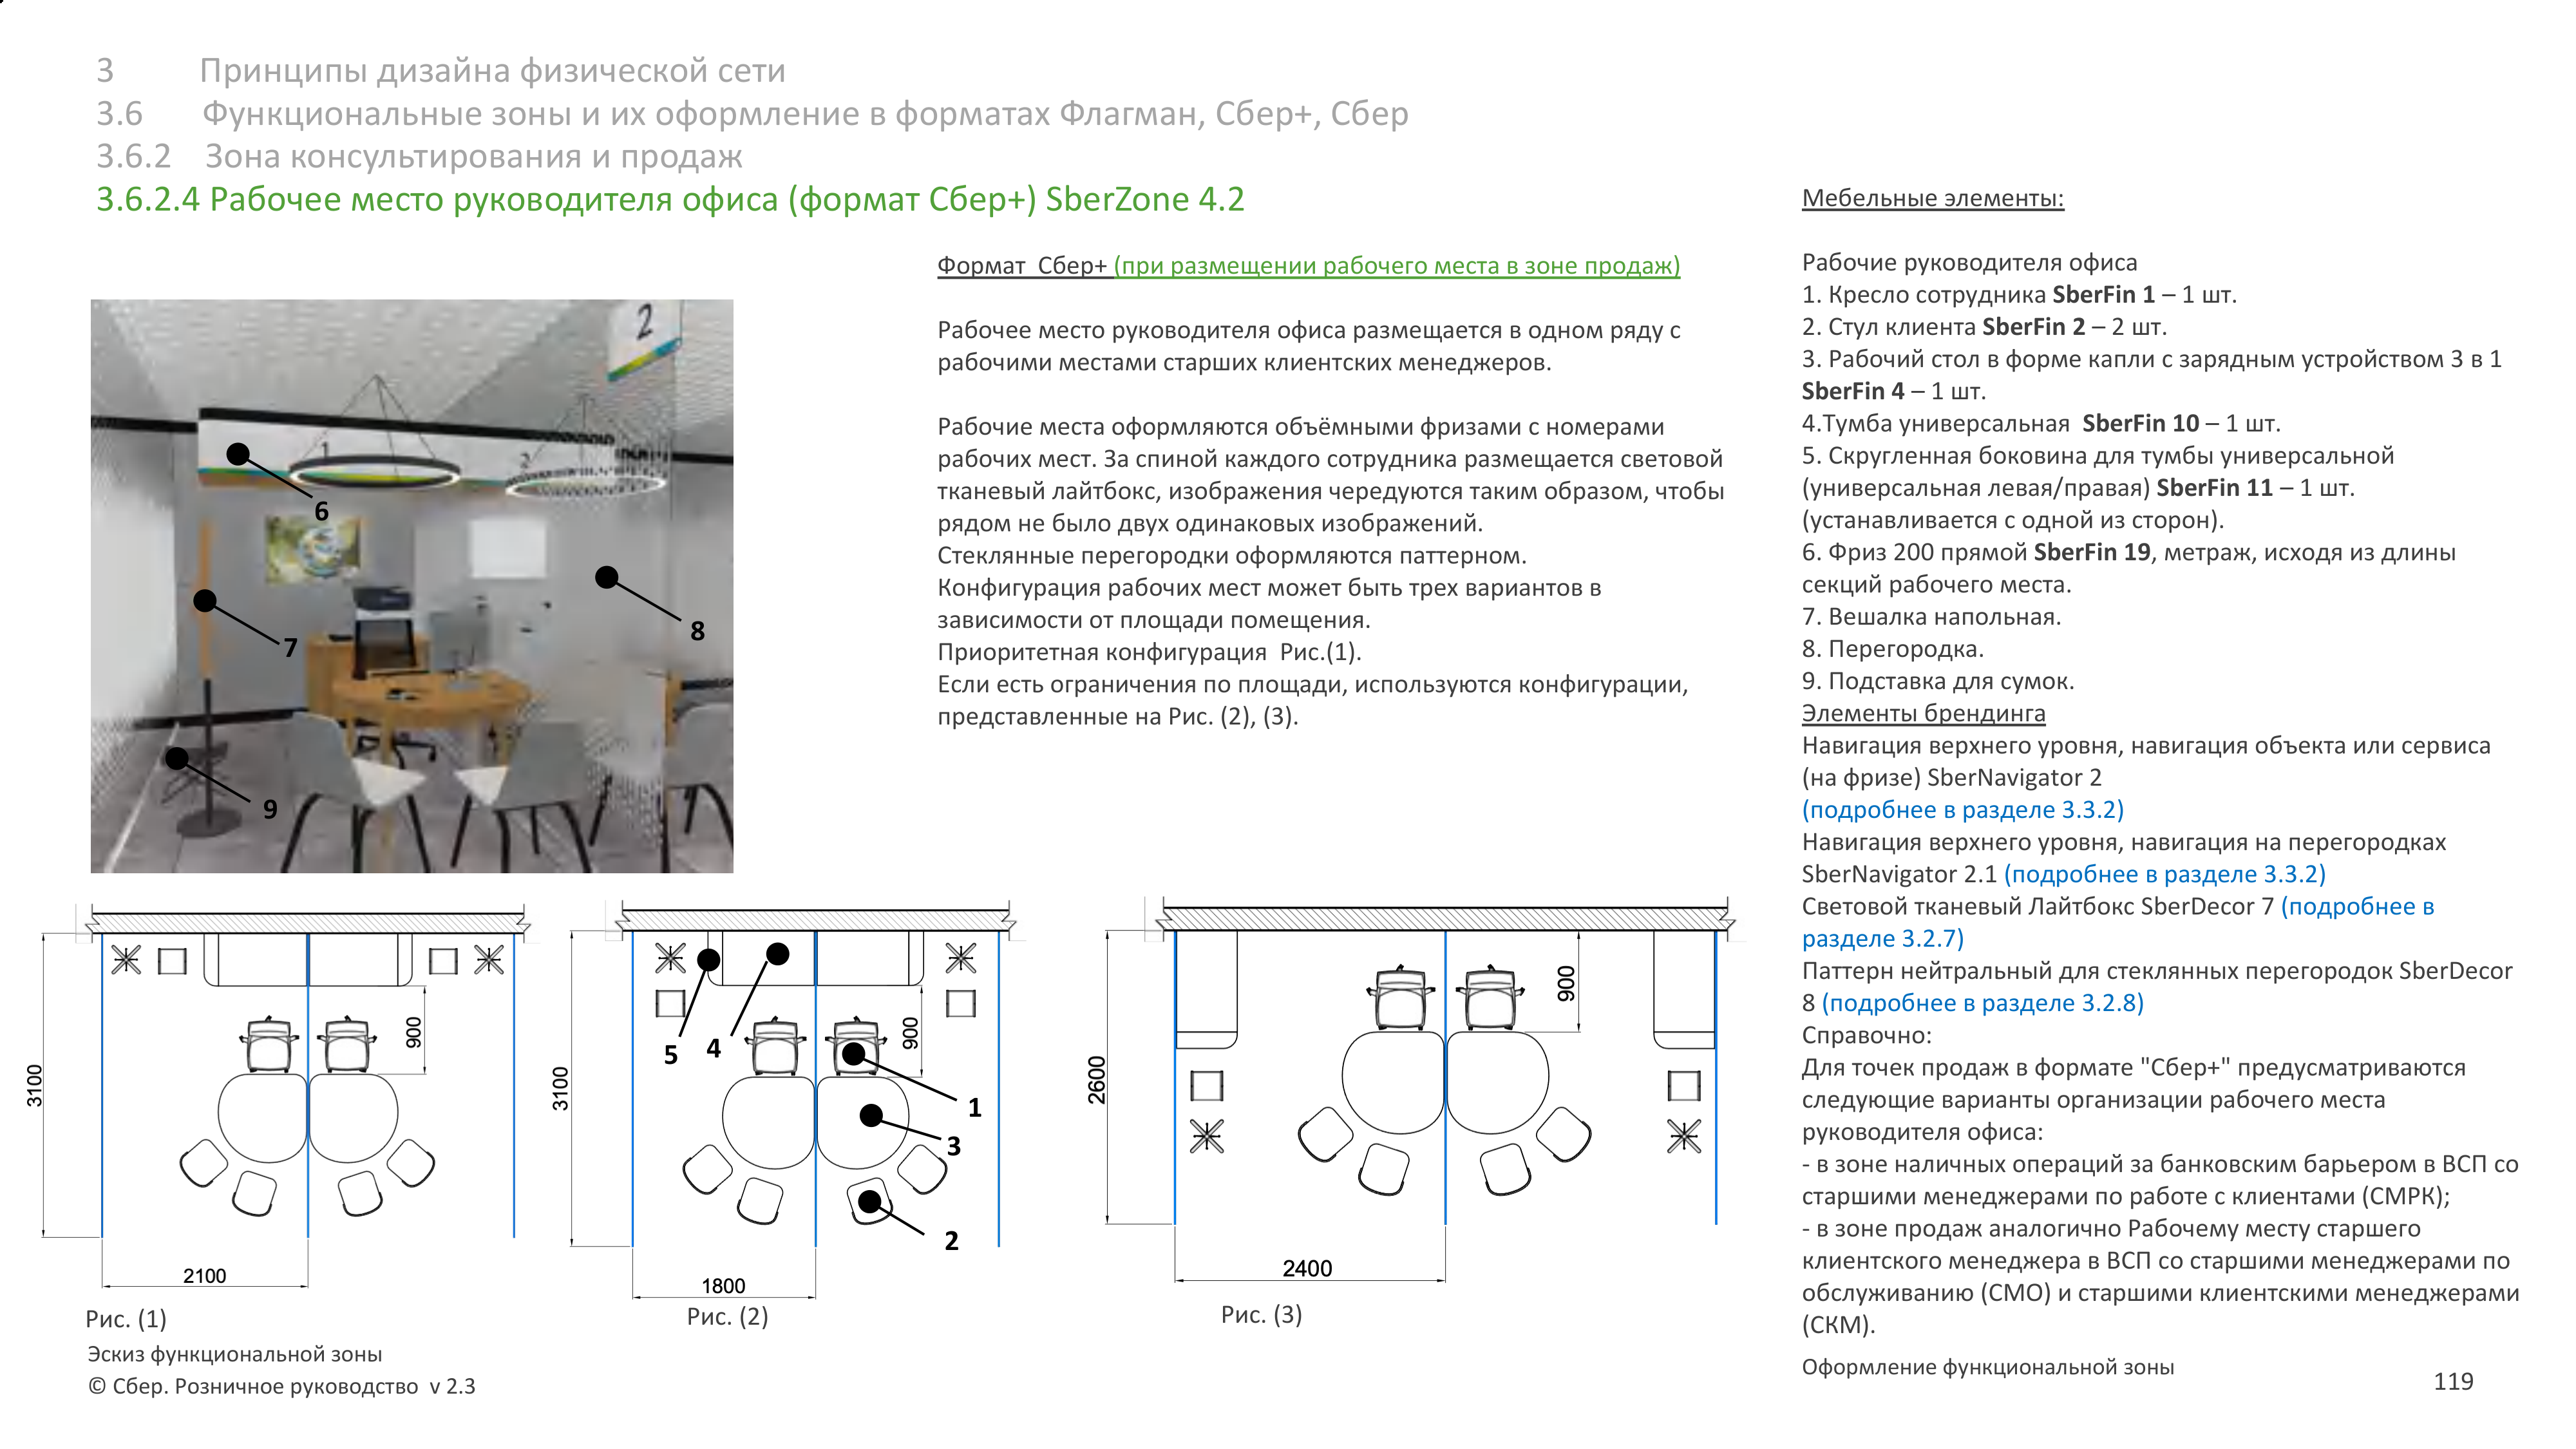 3 Принципы дизайна физической сети
3.6 Функциональные зоны и их оформление в форматах Флагман, Сбер+, Сбер
3.6.2 Зона консультирования и продаж
3.6.2.4 Рабочее место руководителя офиса (формат Сбер+) SberZone 4.2
2
1
2
6
7
8
9
Формат Сбер+ (при размещении рабочего места в зоне продаж)
Рабочее место руководителя офиса размещается в одном ряду с
рабочими местами старших клиентских менеджеров.
Рабочие места оформляются объёмными фризами с номерами
рабочих мест. За спиной каждого сотрудника размещается световой
тканевый лайтбокс, изображения чередуются таким образом, чтобы
рядом не было двух одинаковых изображений.
Стеклянные перегородки оформляются паттерном.
Конфигурация рабочих мест может быть трех вариантов в
зависимости от площади помещения.
Приоритетная конфигурация Рис.(1).
Если есть ограничения по площади, используются конфигурации,
представленные на Рис. (2), (3).
Мебельные элементы:
Рабочие руководителя офиса
1. Кресло сотрудника SberFin 1 – 1 шт.
2. Стул клиента SberFin 2 – 2 шт.
3. Рабочий стол в форме капли с зарядным устройством 3 в 1
SberFin 4 – 1 шт.
4.Тумба универсальная SberFin 10 – 1 шт.
5. Скругленная боковина для тумбы универсальной
(универсальная левая/правая) SberFin 11 – 1 шт.
(устанавливается с одной из сторон).
6. Фриз 200 прямой SberFin 19, метраж, исходя из длины
секций рабочего места.
7. Вешалка напольная.
8. Перегородка.
9. Подставка для сумок.
Элементы брендинга
Навигация верхнего уровня, навигация объекта или сервиса
(на фризе) SberNavigator 2
(подробнее в разделе 3.3.2)
Навигация верхнего уровня, навигация на перегородках
SberNavigator 2.1 (подробнее в разделе 3.3.2)
Световой тканевый Лайтбокс SberDecor 7 (подробнее в
разделе 3.2.7)
Паттерн нейтральный для стеклянных перегородок SberDecor
8 (подробнее в разделе 3.2.8)
Справочно:
Для точек продаж в формате "Сбер+" предусматриваются
следующие варианты организации рабочего места
руководителя офиса:
- в зоне наличных операций за банковским барьером в ВСП со
старшими менеджерами по работе с клиентами (СМРК);
- в зоне продаж аналогично Рабочему месту старшего
клиентского менеджера в ВСП со старшими менеджерами по
обслуживанию (СМО) и старшими клиентскими менеджерами
(СКМ).
3100
900
2100
Рис. (1)
3100
5
4
900
1
3
2
1800
Рис. (2)
2600
900
2400
Рис. (3)
Эскиз функциональной зоны
© Сбер. Розничное руководство v 2.3
Оформление функциональной зоны
119